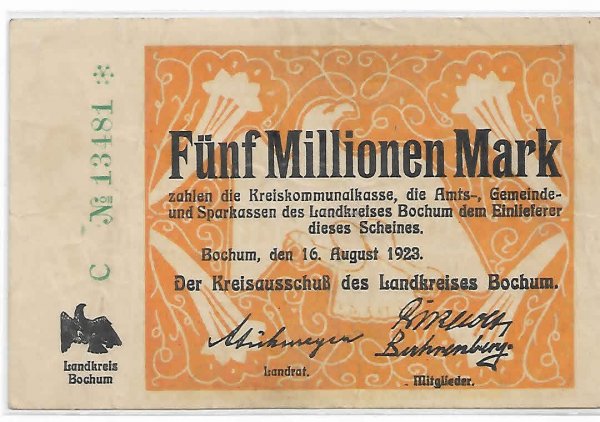 C № 13481 *
Fünf Millionen Mark
zahlen die Kreiskommunalkasse, die Amts-, Gemeinde-
und Sparkassen des Landkreises Bochum dem Einlieferer
dieses Scheines.
Bochum, den 16. August 1923.
Der Kreisausschuß des Landkreises Bochum.
Behrenberg.
Landrat.
Mitglieder.
Landkreis
Bochum